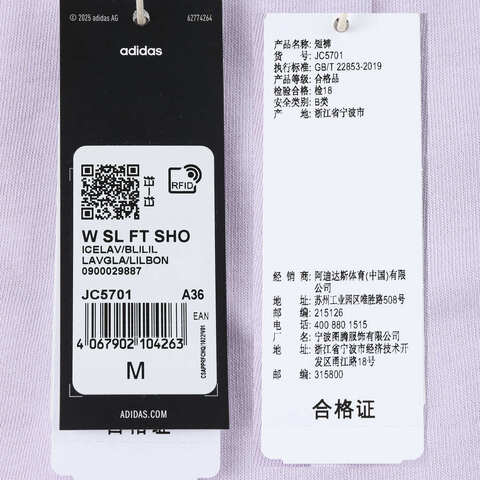 © 2025 adidas AG 62774264
adidas
RFID
W SL FT SHO
ICELAV/BLILIL
LAVGLA/LILBON
0900029887
JC5701 A36
EAN
4 067902 104263
M
ADIDAS.COM
合格证
产品名称: 短裤
货 号: JC5701
执行标准: GB/T 22853-2019
产品等级: 合格品
检验合格: 检18
安全类别: B类
产 地: 浙江省宁波市
经 销 商: 阿迪达斯体育(中国)有限
公司
地 址: 苏州工业园区唯胜路508号
邮 编: 215126
电 话: 400 880 1515
厂 名: 宁波图腾服饰有限公司
地 址: 浙江省宁波市经济技术开
发区甬江路18号
邮 编: 315800
合格证